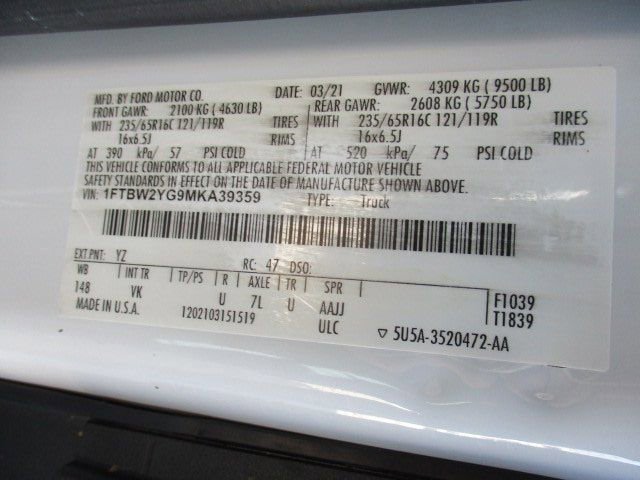 MFD. BY FORD MOTOR CO. DATE: 03/21 GVWR: 4309 KG ( 9500 LB)
FRONT GAWR: 2100 KG ( 4630 LB) REAR GAWR: 2608 KG ( 5750 LB)
WITH 235/65R16C 121/119R TIRES WITH 235/65R16C 121/119R TIRES
16x6.5J RIMS 16x6.5J RIMS
AT 390 kPa/ 57 PSI COLD AT 520 kPa/ 75 PSI COLD
THIS VEHICLE CONFORMS TO ALL APPLICABLE FEDERAL MOTOR VEHICLE
SAFETY STANDARDS IN EFFECT ON THE DATE OF MANUFACTURE SHOWN ABOVE.
VIN: 1FTBW2YG9MKA39359 TYPE: Truck
EXT.PNT: YZ RC: 47 DSO:
WB INT TR TP/PS R AXLE TR SPR
148 VK U 7L U AAJJ F1039
MADE IN U.S.A. 1202103151519 ULC T1839
▽ 5U5A-3520472-AA